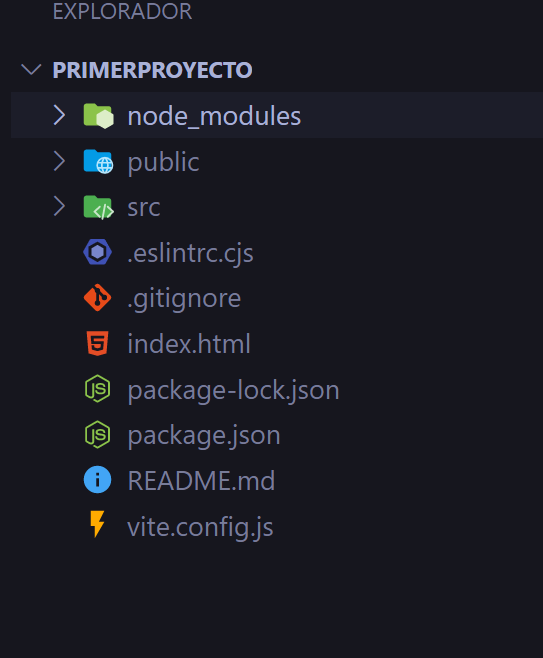 EXPLORADOR
PRIMERPROYECTO
node_modules
public
src
.eslintrc.cjs
.gitignore
index.html
package-lock.json
package.json
README.md
vite.config.js